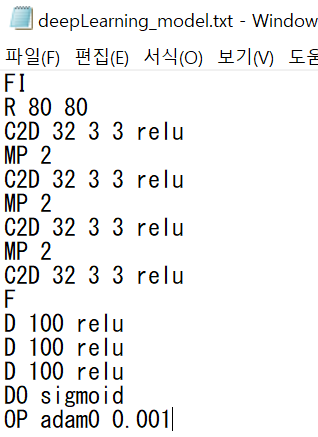 deepLearning_model.txt - Window
파일(F) 편집(E) 서식(O) 보기(V) 도움
FI
R 80 80
C2D 32 3 3 relu
MP 2
C2D 32 3 3 relu
MP 2
C2D 32 3 3 relu
MP 2
C2D 32 3 3 relu
F
D 100 relu
D 100 relu
D 100 relu
DO sigmoid
OP adam0 0.001